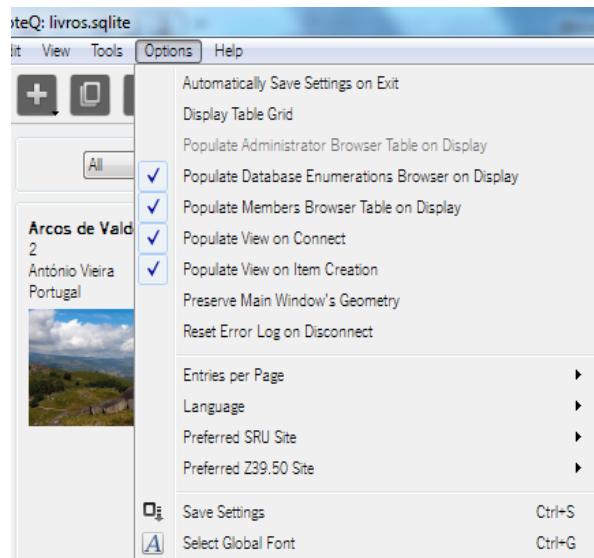 oteQ: livros.sqlite
dit View Tools Options Help
All
Arcos de Vald
2
António Vieira
Portugal
Automatically Save Settings on Exit
Display Table Grid
Populate Administrator Browser Table on Display
Populate Database Enumerations Browser on Display
Populate Members Browser Table on Display
Populate View on Connect
Populate View on Item Creation
Preserve Main Window's Geometry
Reset Error Log on Disconnect
Entries per Page
Language
Preferred SRU Site
Preferred Z39.50 Site
Save Settings Ctrl+S
Select Global Font Ctrl+G